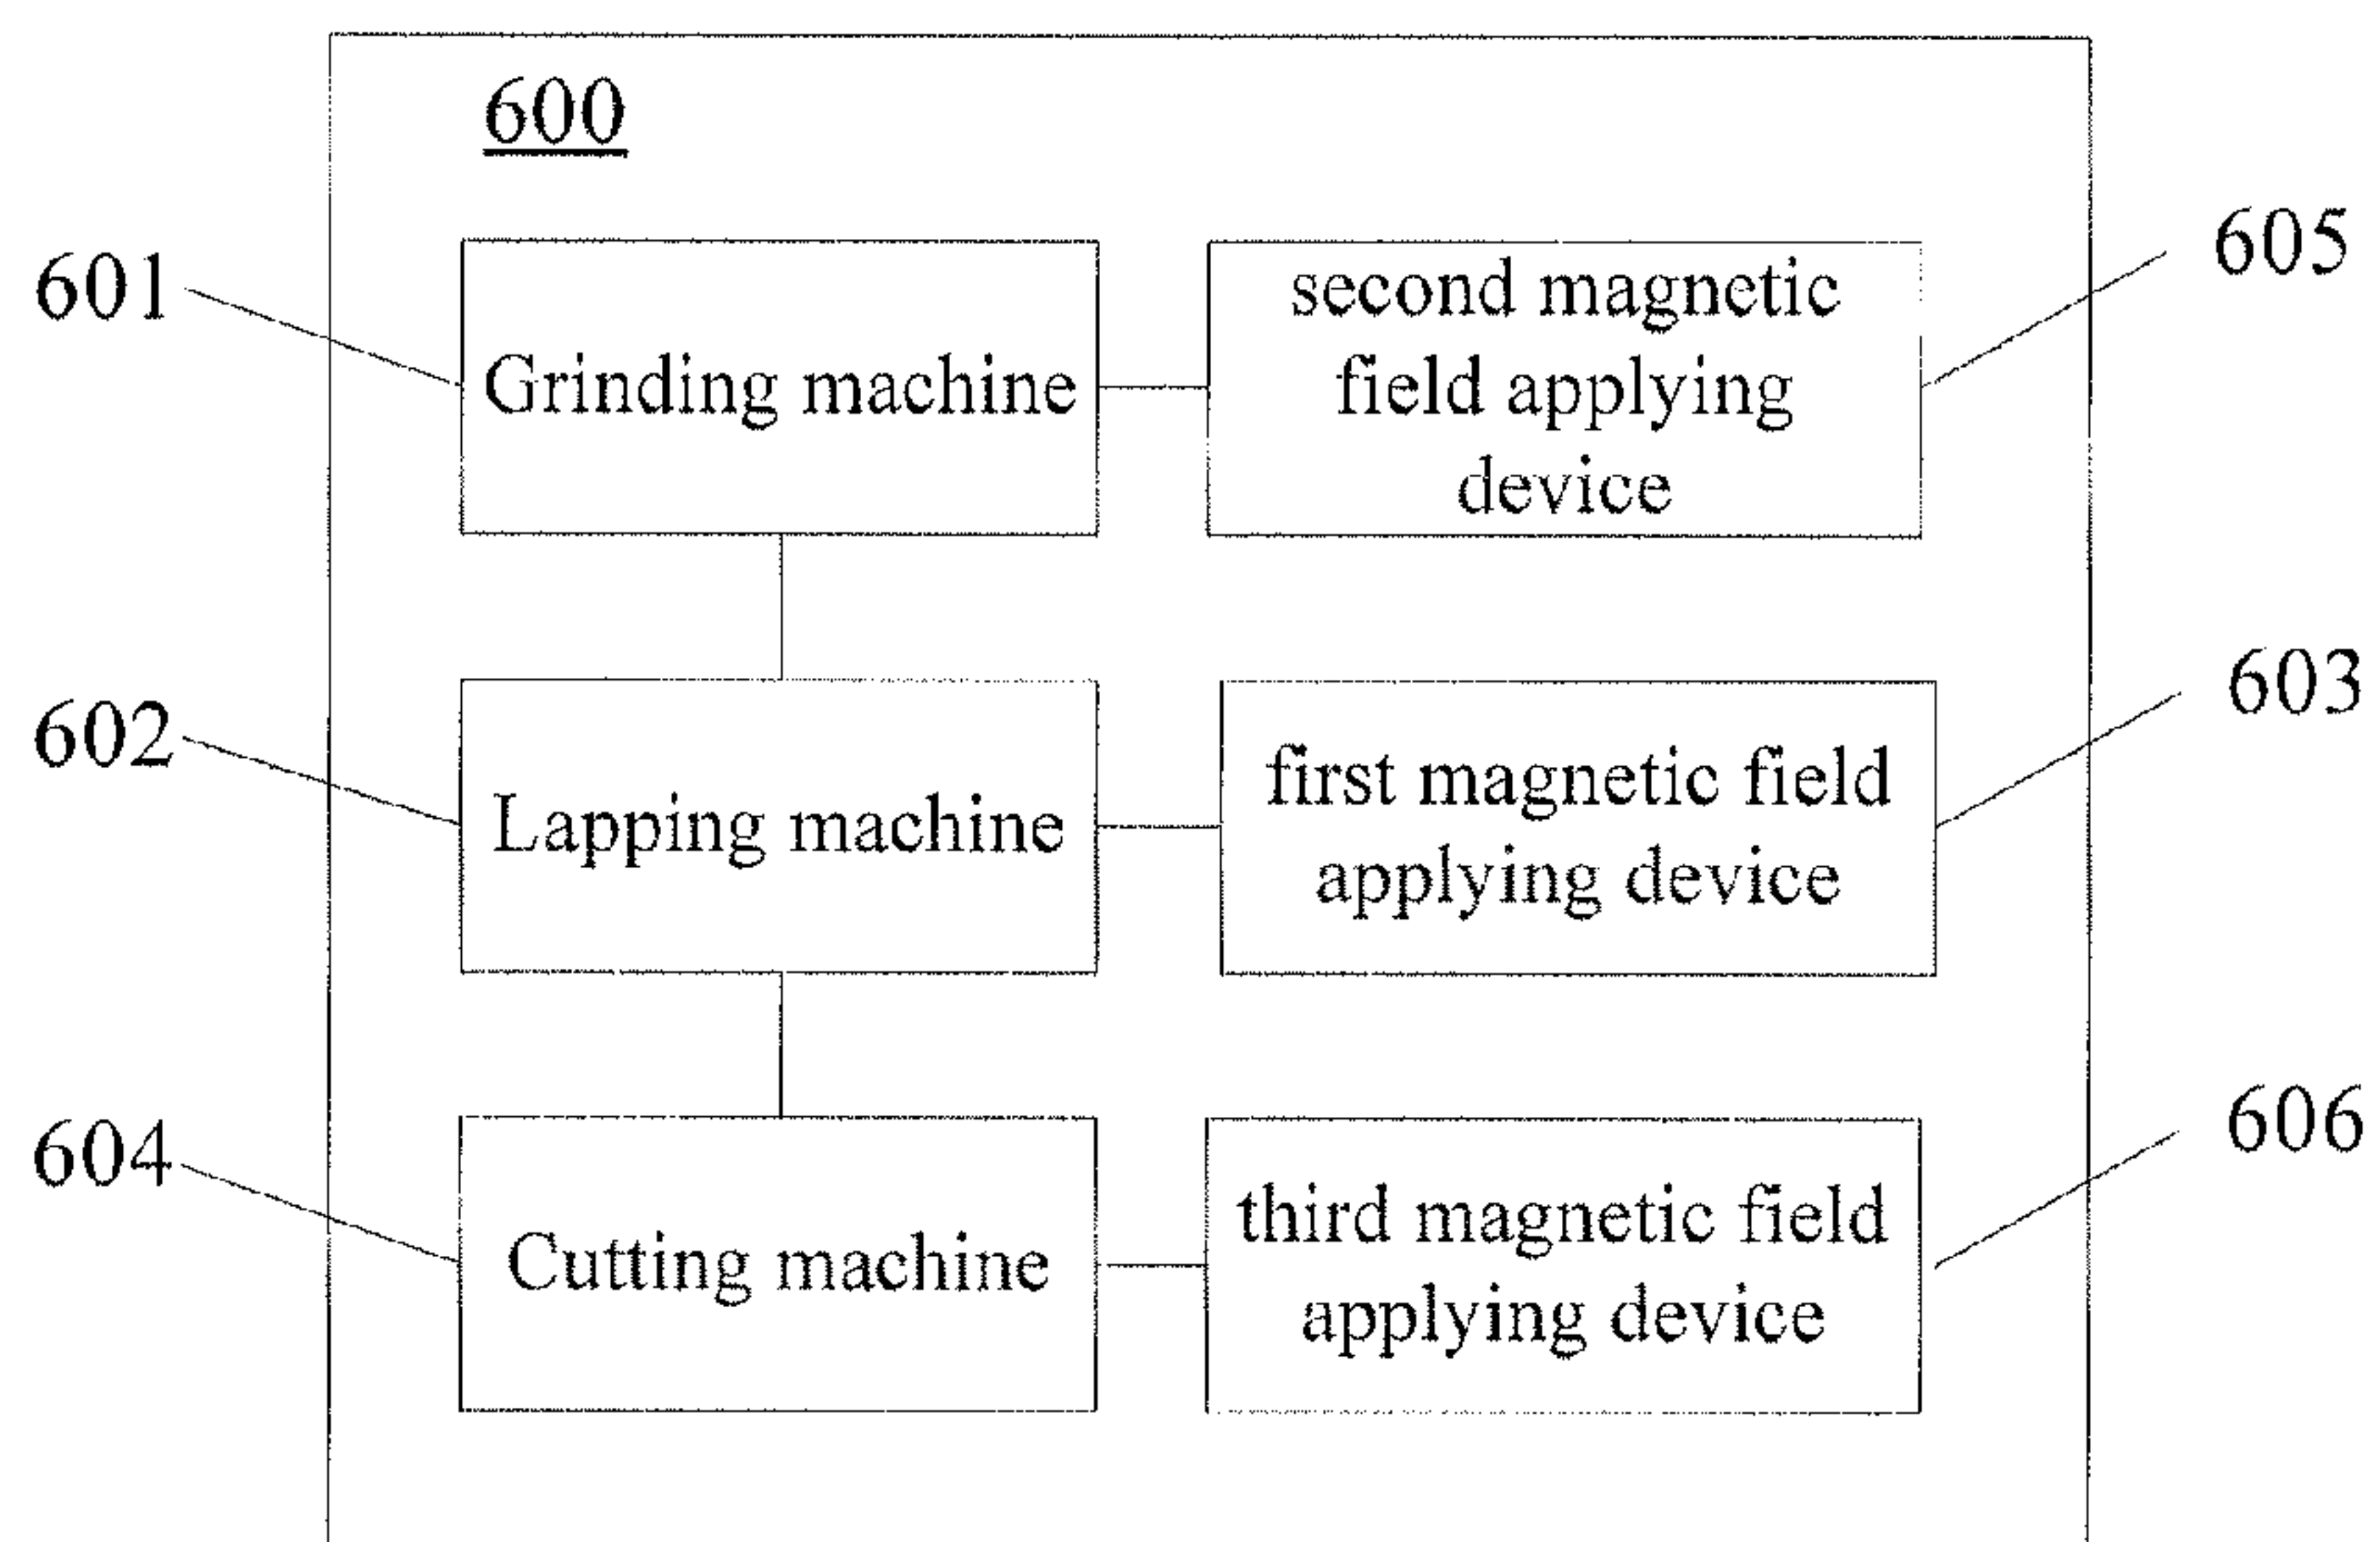 600
601
Grinding machine
second magnetic
field applying
device
605
602
Lapping machine
first magnetic field
applying device
603
604
Cutting machine
third magnetic field
applying device
606